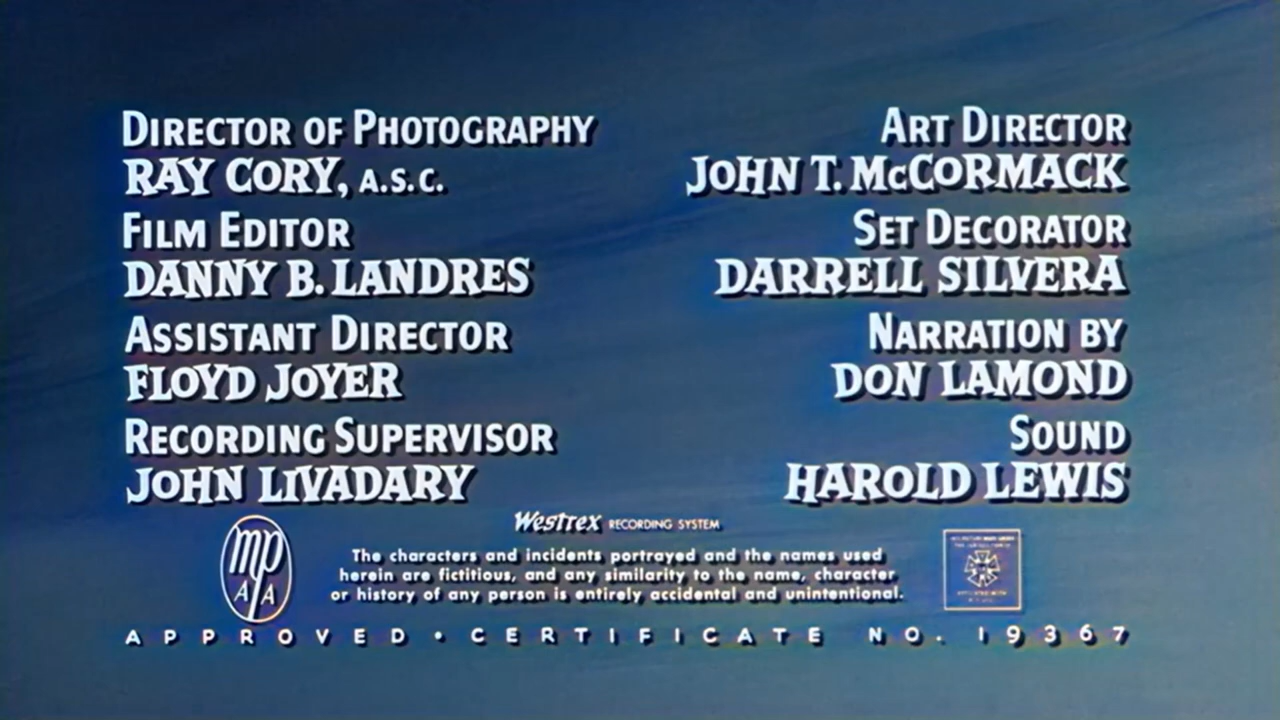 DIRECTOR OF PHOTOGRAPHY
RAY CORY, A.S.C.
FILM EDITOR
DANNY B. LANDRES
ASSISTANT DIRECTOR
FLOYD JOYER
RECORDING SUPERVISOR
JOHN LIVADARY
ART DIRECTOR
JOHN T. McCORMACK
SET DECORATOR
DARRELL SILVERA
NARRATION BY
DON LAMOND
SOUND
HAROLD LEWIS
Westrex RECORDING SYSTEM
mp
AA
The characters and incidents portrayed and the names used
herein are fictitious, and any similarity to the name, character
or history of any person is entirely accidental and unintentional.
APPROVED • CERTIFICATE NO. 19367